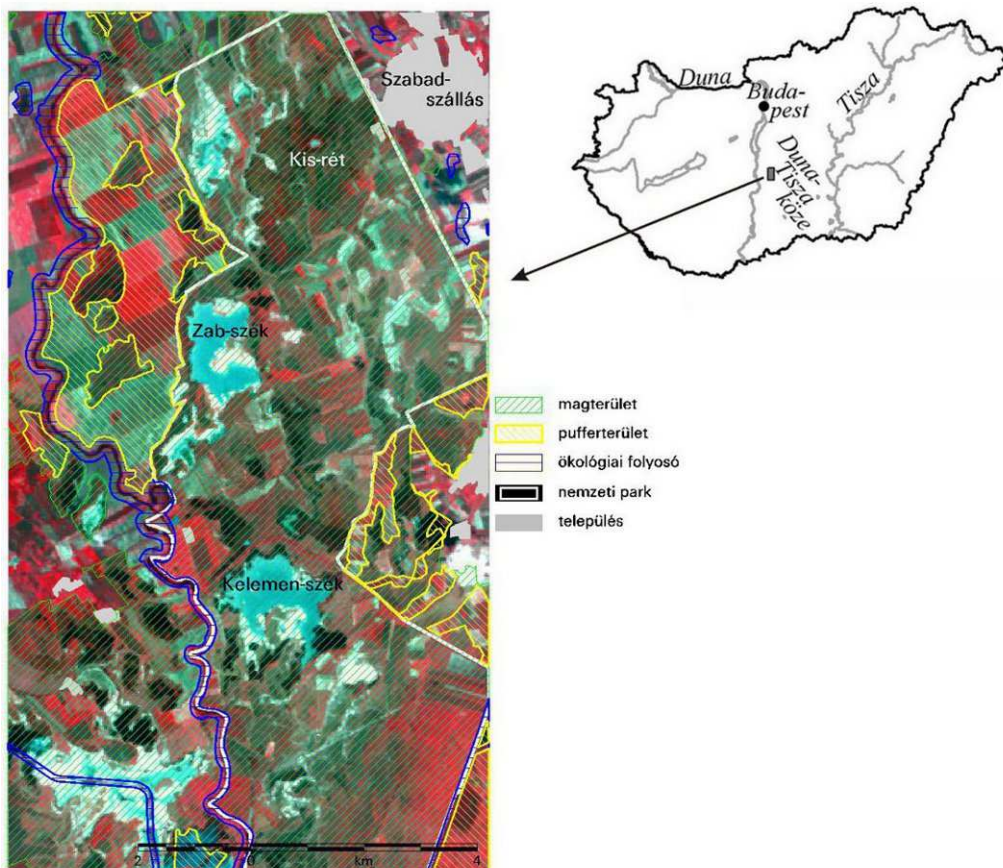 Szabad-
szállás
Kis-rét
Zab-szék
Kelemen-szék
2 0 km 4
Duna
Buda-
pest
Tisza
Duna-
Tisza
köze
magterület
pufferterület
ökológiai folyosó
nemzeti park
település